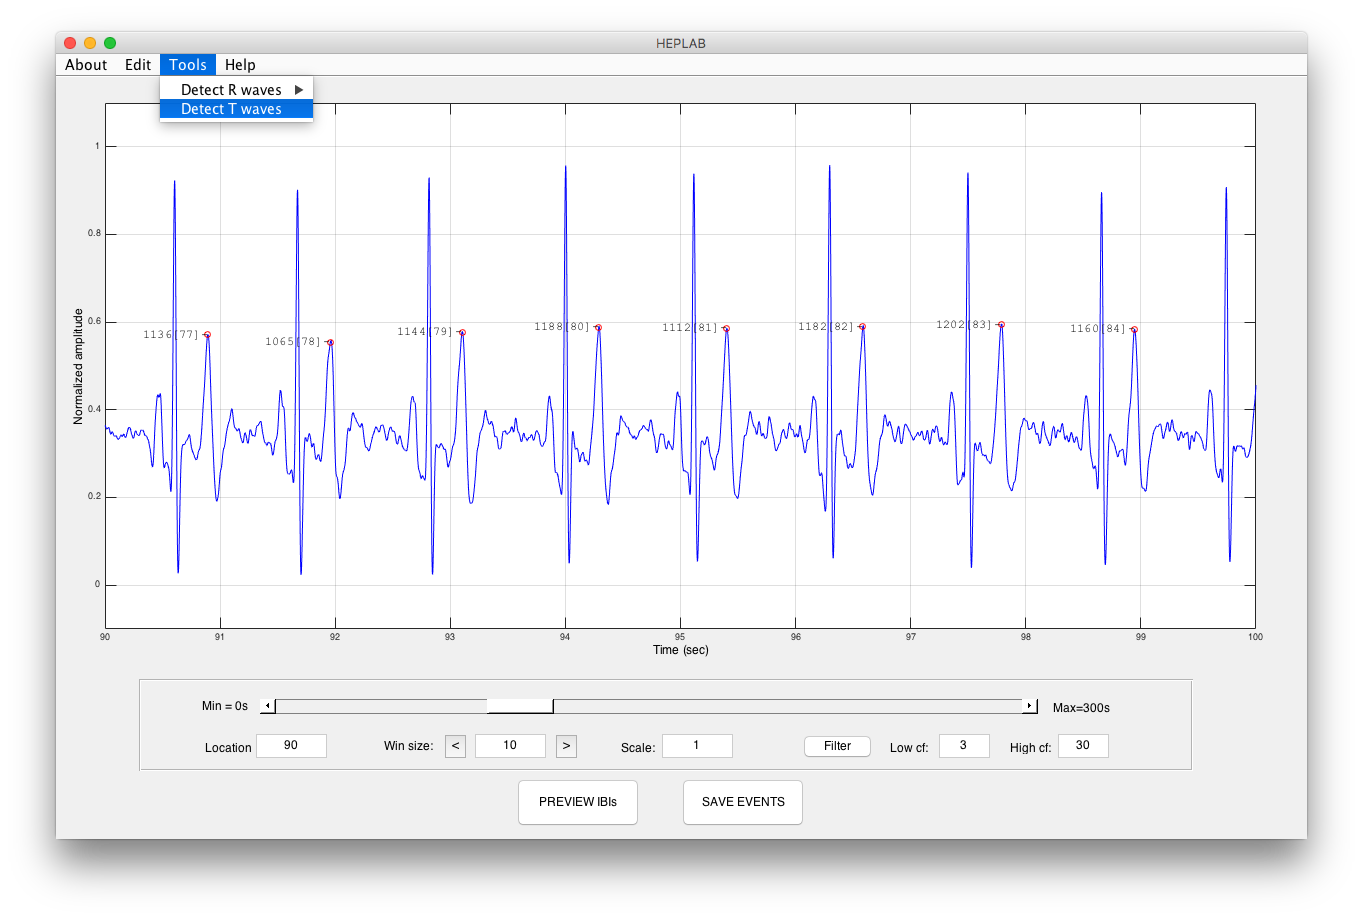 HEPLAB
About Edit Tools Help
Detect R waves
Detect T waves
1
0.8
0.6
0.4
0.2
0
Normalized amplitude
1136[77]
1065[78]
1144[79]
1188[80]
1112[81]
1182[82]
1202[83]
1160[84]
90 91 92 93 94 95 96 97 98 99 100
Time (sec)
Min = 0s
Max=300s
Location 90 Win size: < 10 > Scale: 1 Filter Low cf: 3 High cf: 30
PREVIEW IBIs SAVE EVENTS